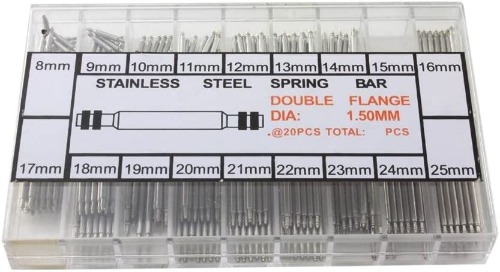 8mm 9mm 10mm 11mm 12mm 13mm 14mm 15mm 16mm
STAINLESS STEEL SPRING BAR
DOUBLE FLANGE
DIA: 1.50MM
.@20PCS TOTAL: PCS
17mm 18mm 19mm 20mm 21mm 22mm 23mm 24mm 25mm